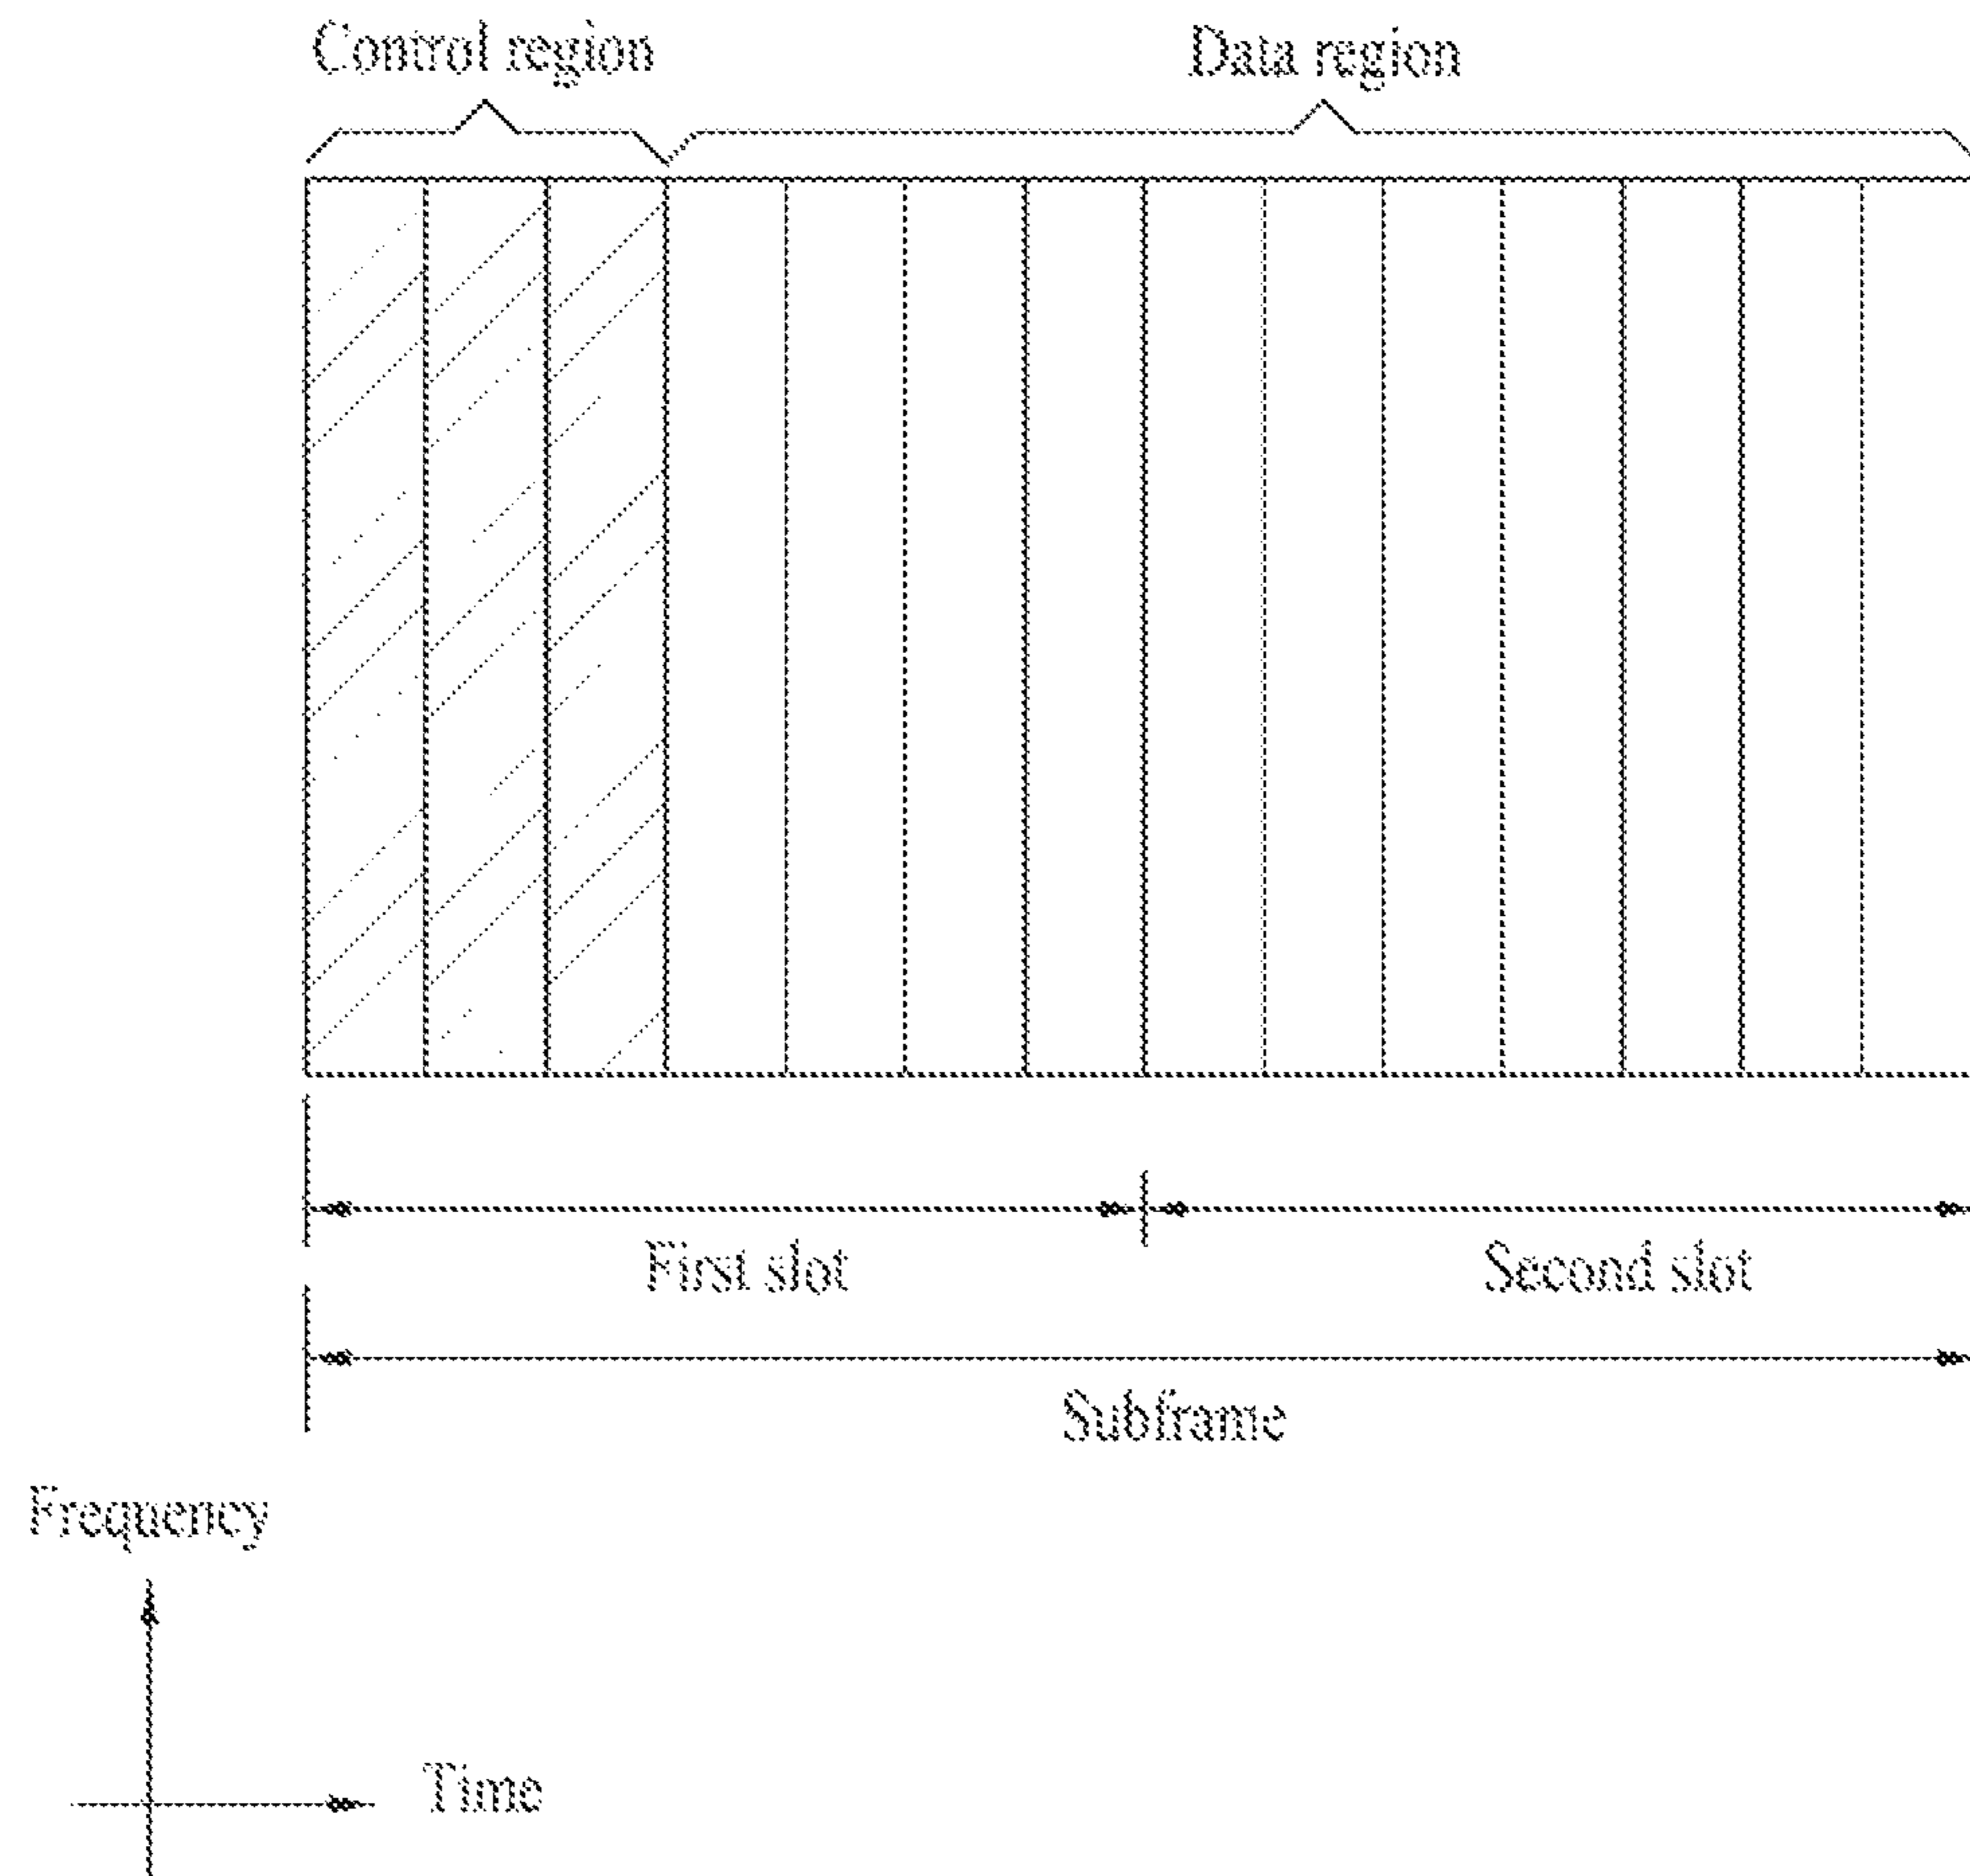 Control region
Data region
First slot
Second slot
Subframe
Frequency
Time